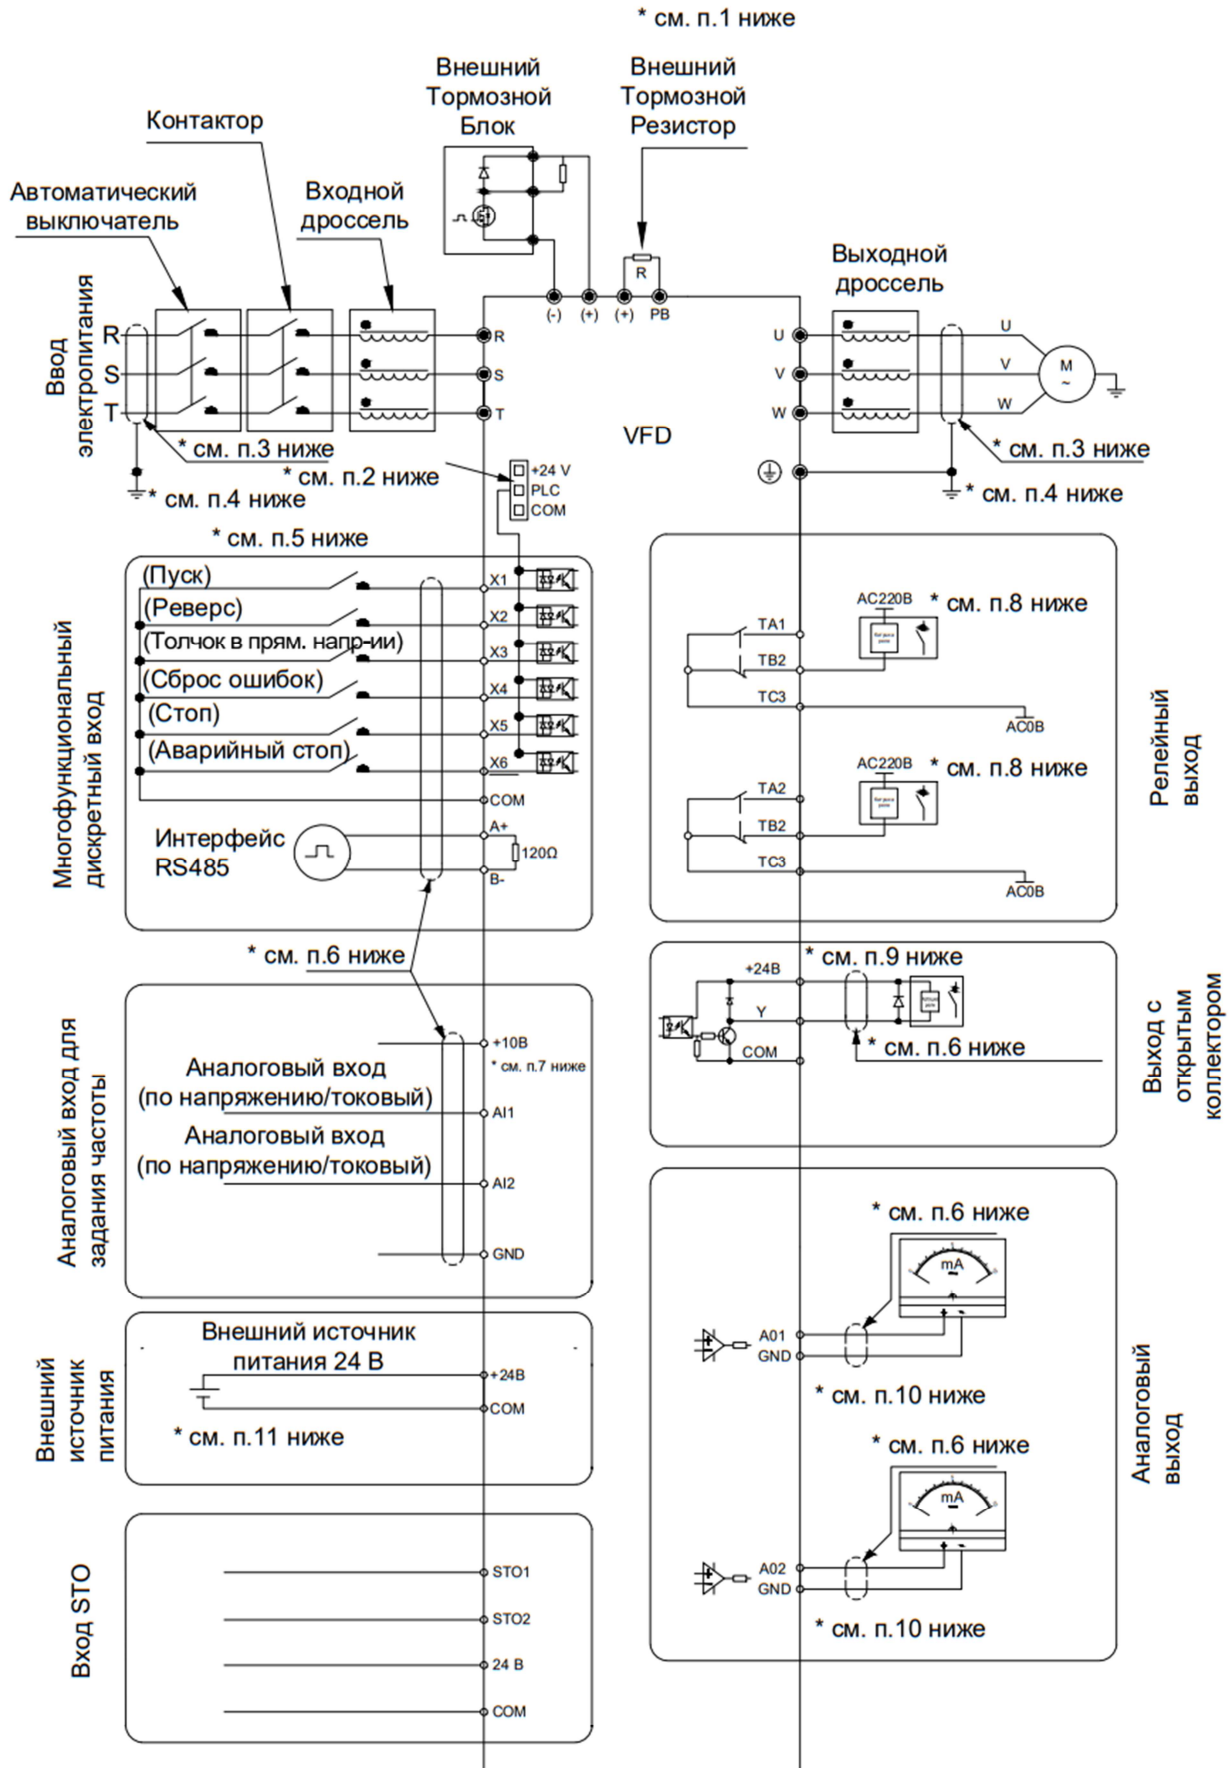 * см. п.1 ниже
Внешний
Тормозной
Блок
Внешний
Тормозной
Резистор
Контактор
Автоматический
выключатель
Входной
дроссель
Выходной
дроссель
R
(-)
(+)
(+)
PB
Ввод
электропитания
R
S
T
R
S
T
U
V
W
U
V
W
M
~
VFD
* см. п.3 ниже
* см. п.2 ниже
* см. п.4 ниже
* см. п.3 ниже
* см. п.4 ниже
+24 V
PLC
COM
* см. п.5 ниже
Многофункциональный
дискретный вход
(Пуск)
X1
(Реверс)
X2
(Толчок в прям. напр-ии)
X3
(Сброс ошибок)
X4
(Стоп)
X5
(Аварийный стоп)
X6
COM
Интерфейс
RS485
A+
120Ω
B-
* см. п.6 ниже
Аналоговый вход для
задания частоты
+10В
* см. п.7 ниже
Аналоговый вход
(по напряжению/токовый)
AI1
Аналоговый вход
(по напряжению/токовый)
AI2
GND
Внешний
источник
питания
Внешний источник
питания 24 В
+24В
COM
* см. п.11 ниже
Вход STO
STO1
STO2
24 В
COM
Релейный
выход
TA1
TB2
TC3
AC220В
* см. п.8 ниже
AC0В
TA2
TB2
TC3
AC220В
* см. п.8 ниже
AC0В
Выход с
открытым
коллектором
* см. п.9 ниже
+24В
Y
COM
* см. п.6 ниже
Аналоговый
выход
* см. п.6 ниже
mA
+ -
A01
GND
* см. п.10 ниже
* см. п.6 ниже
mA
+ -
A02
GND
* см. п.10 ниже